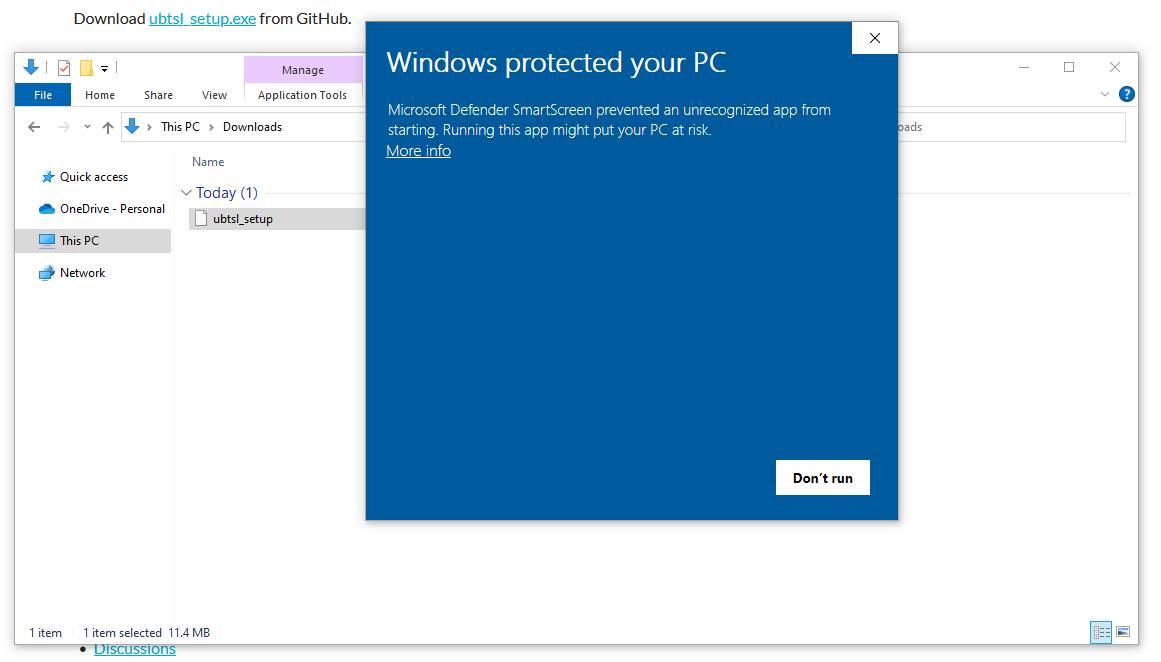 Download ubtsl_setup.exe from GitHub.
Manage
File Home Share View Application Tools
This PC Downloads
Name
Quick access
OneDrive - Personal
This PC
Network
Today (1)
ubtsl_setup
Windows protected your PC
Microsoft Defender SmartScreen prevented an unrecognized app from
starting. Running this app might put your PC at risk.
More info
Don't run
1 item 1 item selected 11.4 MB
Discussions